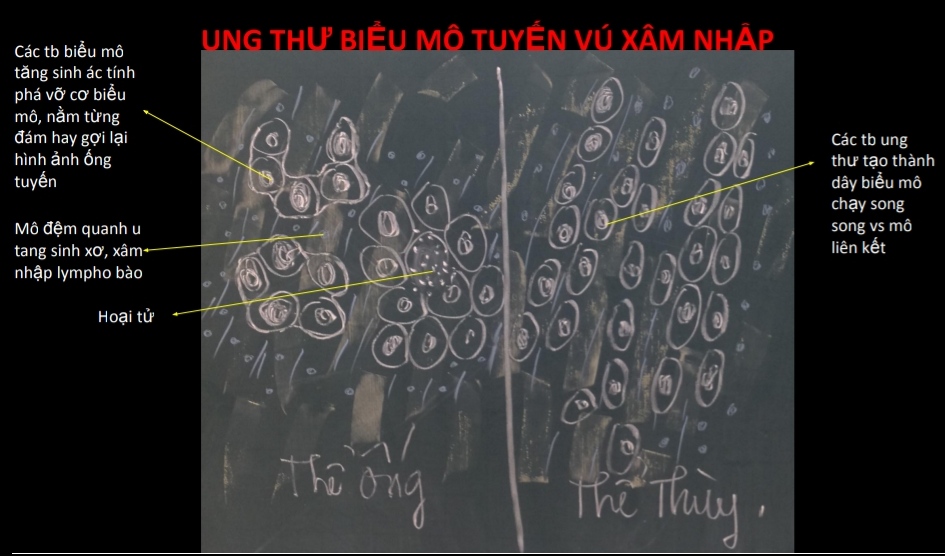 UNG THƯ BIỂU MÔ TUYẾN VÚ XÂM NHẬP
Các tb biểu mô
tăng sinh ác tính
phá vỡ cơ biểu
mô, nằm từng
đám hay gợi lại
hình ảnh ống
tuyến
Mô đệm quanh u
tang sinh xơ, xâm
nhập lympho bào
Hoại tử
Các tb ung
thư tạo thành
dây biểu mô
chạy song
song vs mô
liên kết
Thể ống
Thể Thùy.